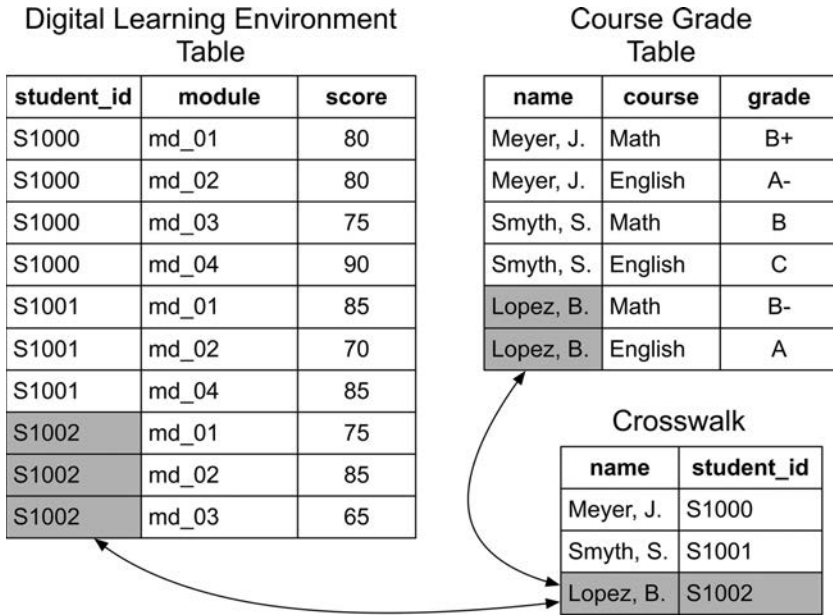 Digital Learning Environment
Table
student_id module score
S1000 md_01 80
S1000 md_02 80
S1000 md_03 75
S1000 md_04 90
S1001 md_01 85
S1001 md_02 70
S1001 md_04 85
S1002 md_01 75
S1002 md_02 85
S1002 md_03 65
Course Grade
Table
name course grade
Meyer, J. Math B+
Meyer, J. English A-
Smyth, S. Math B
Smyth, S. English C
Lopez, B. Math B-
Lopez, B. English A
Crosswalk
name student_id
Meyer, J. S1000
Smyth, S. S1001
Lopez, B. S1002